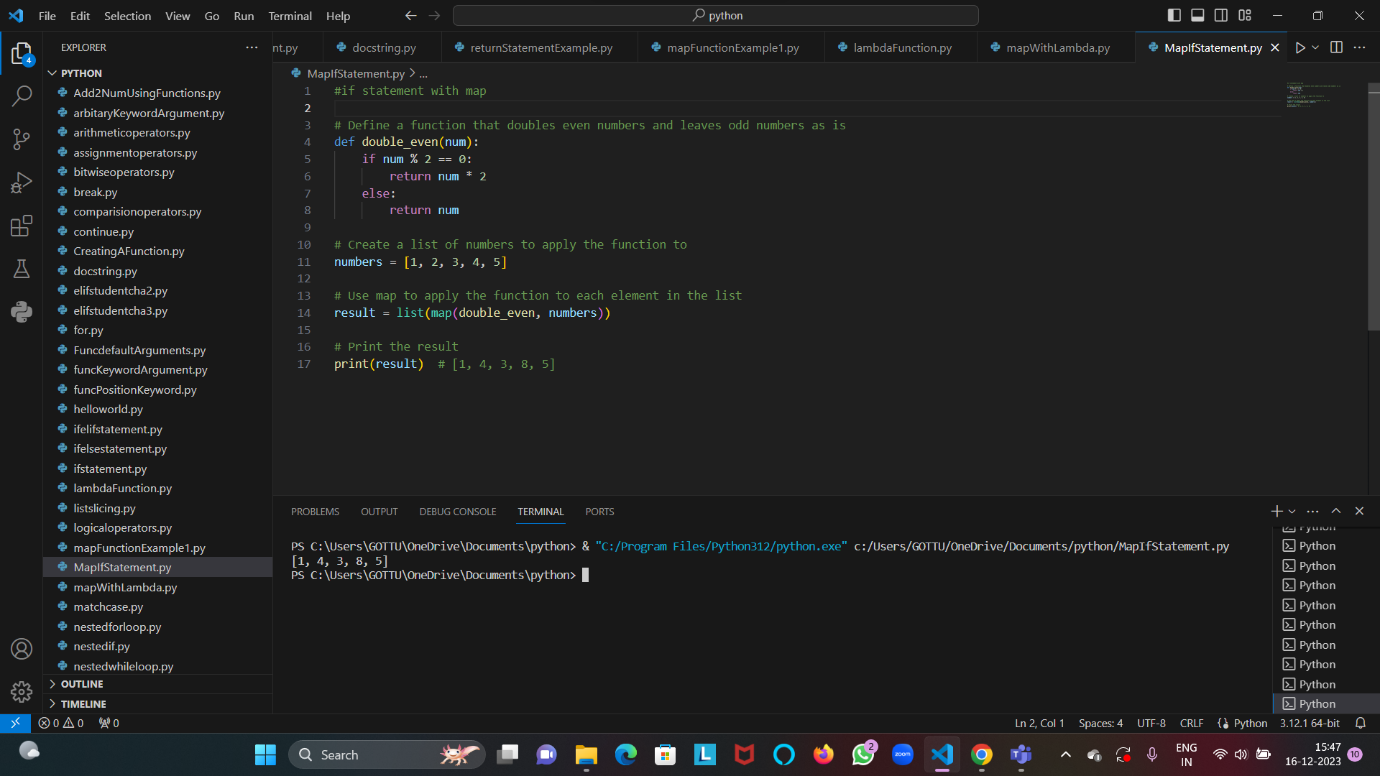 File Edit Selection View Go Run Terminal Help
python
EXPLORER
nt.py docstring.py returnStatementExample.py mapFunctionExample1.py lambdaFunction.py mapWithLambda.py MapIfStatement.py
4
PYTHON
Add2NumUsingFunctions.py
arbitaryKeywordArgument.py
arithmeticoperators.py
assignmentoperators.py
bitwiseoperators.py
break.py
comparisionoperators.py
continue.py
CreatingAFunction.py
docstring.py
elifstudentcha2.py
elifstudentcha3.py
for.py
FuncdefaultArguments.py
funcKeywordArgument.py
funcPositionKeyword.py
helloworld.py
ifelifstatement.py
ifelsestatement.py
ifstatement.py
lambdaFunction.py
listslicing.py
logicaloperators.py
mapFunctionExample1.py
MapIfStatement.py
mapWithLambda.py
matchcase.py
nestedforloop.py
nestedif.py
nestedwhileloop.py
OUTLINE
TIMELINE
MapIfStatement.py > ...
1 #if statement with map
2
3 # Define a function that doubles even numbers and leaves odd numbers as is
4 def double_even(num):
5 if num % 2 == 0:
6 return num * 2
7 else:
8 return num
9
10 # Create a list of numbers to apply the function to
11 numbers = [1, 2, 3, 4, 5]
12
13 # Use map to apply the function to each element in the list
14 result = list(map(double_even, numbers))
15
16 # Print the result
17 print(result) # [1, 4, 3, 8, 5]
PROBLEMS OUTPUT DEBUG CONSOLE TERMINAL PORTS
PS C:\Users\GOTTU\OneDrive\Documents\python> & "C:/Program Files/Python312/python.exe" c:/Users/GOTTU/OneDrive/Documents/python/MapIfStatement.py
[1, 4, 3, 8, 5]
PS C:\Users\GOTTU\OneDrive\Documents\python>
Python
Python
Python
Python
Python
Python
Python
Python
Python
Python
0 0 0
Ln 2, Col 1 Spaces: 4 UTF-8 CRLF Python 3.12.1 64-bit
Search
L
2
zoom
ENG
IN
15:47
16-12-2023
10